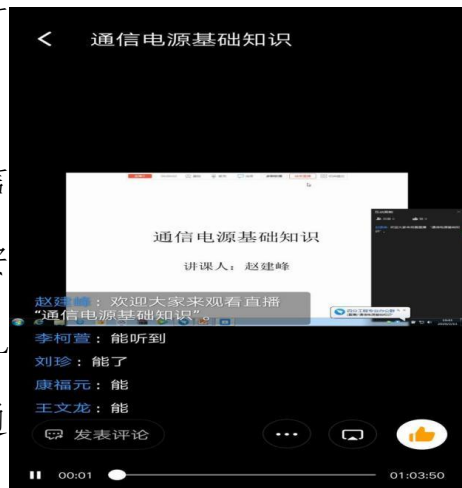 通信电源基础知识
通信电源基础知识
讲课人：赵建峰
赵建峰：欢迎大家来观看直播
“通信电源基础知识”。
李柯萱：能听到
刘珍：能了
康福元：能
王文龙：能
发表评论
00:01
01:03:50